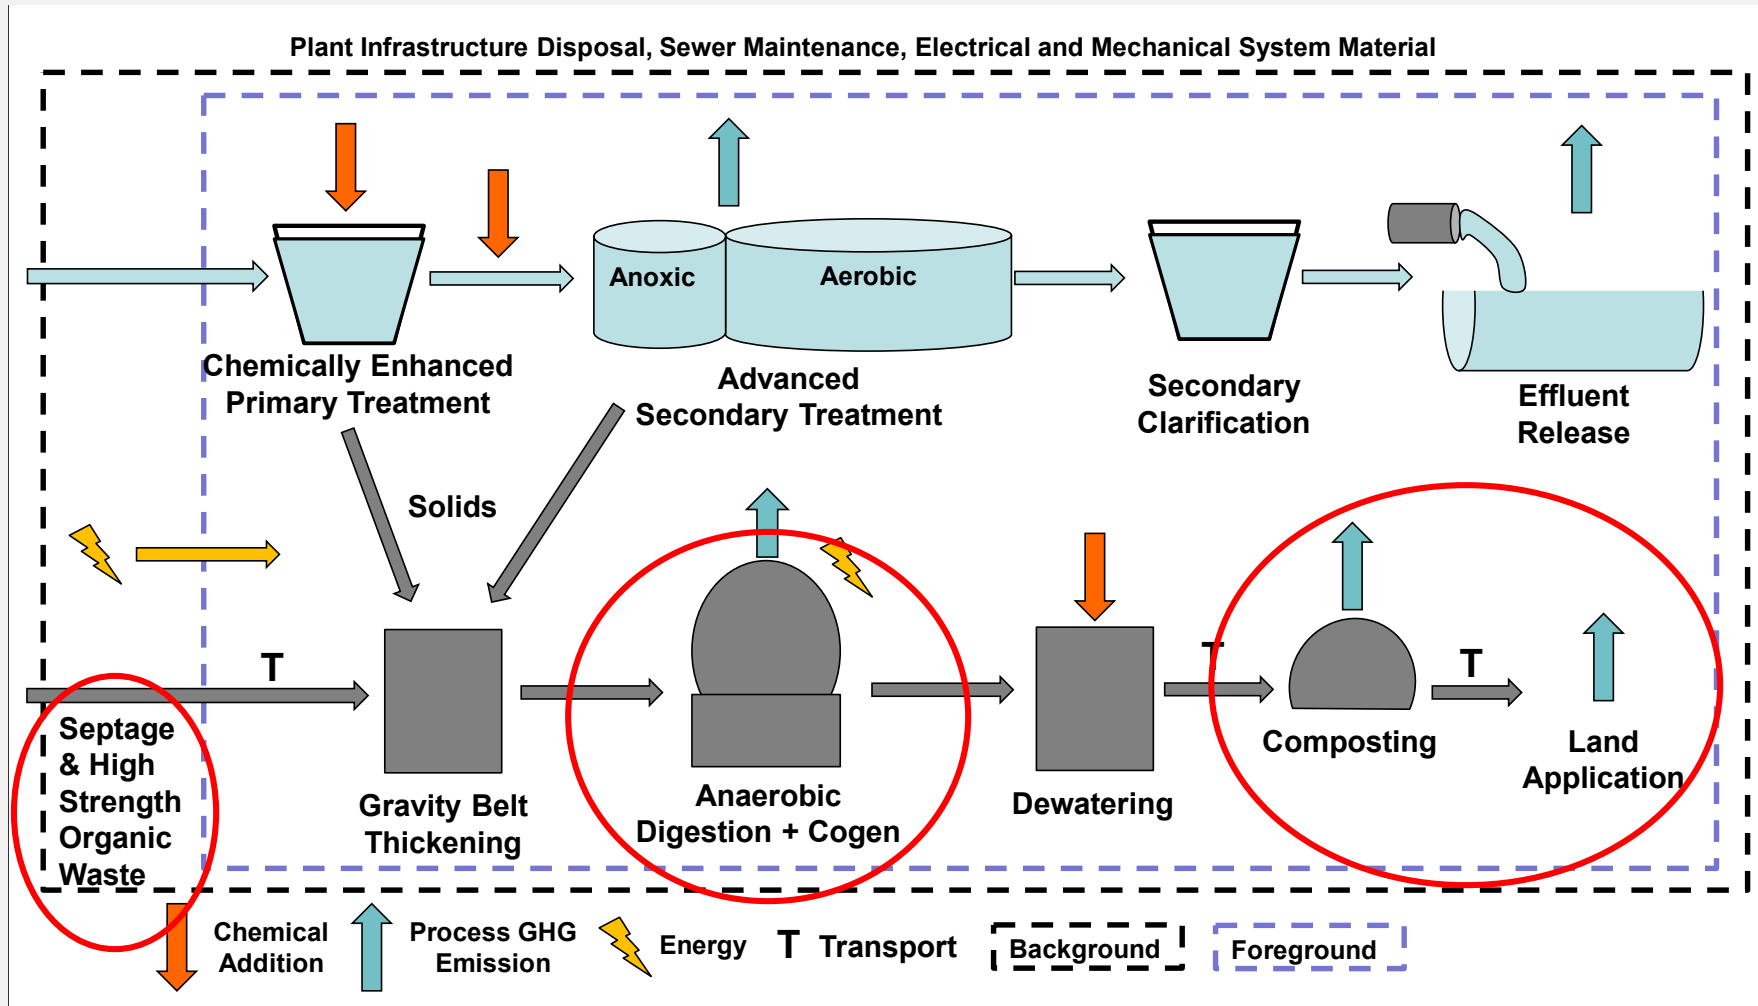 Plant Infrastructure Disposal, Sewer Maintenance, Electrical and Mechanical System Material
Anoxic
Aerobic
Chemically Enhanced
Primary Treatment
Advanced
Secondary Treatment
Secondary
Clarification
Effluent
Release
Solids
T
T
T
Septage
& High
Strength
Organic
Waste
Gravity Belt
Thickening
Anaerobic
Digestion + Cogen
Dewatering
Composting
Land
Application
Chemical
Addition
Process GHG
Emission
Energy
T Transport
Background
Foreground